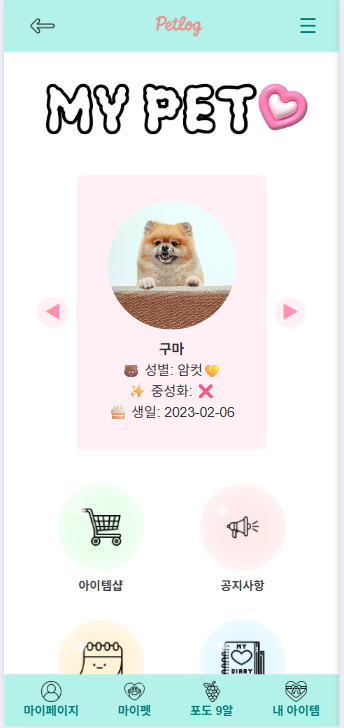 Petlog
MY PET
구마
🐻 성별: 암컷 💛
✨ 중성화: ❌
🎂 생일: 2023-02-06
아이템샵
공지사항
MY
DIARY
마이페이지
마이펫
포도 9알
내 아이템